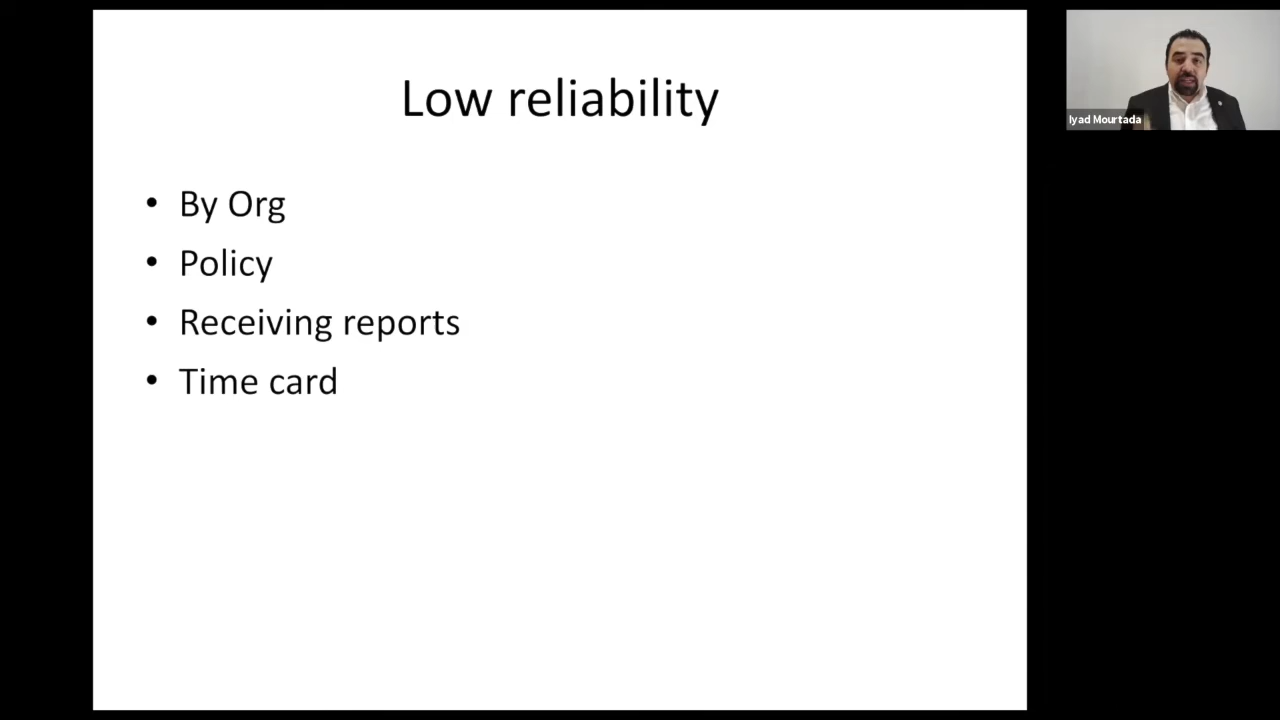 Low reliability
• By Org
• Policy
• Receiving reports
• Time card
Iyad Mourtada